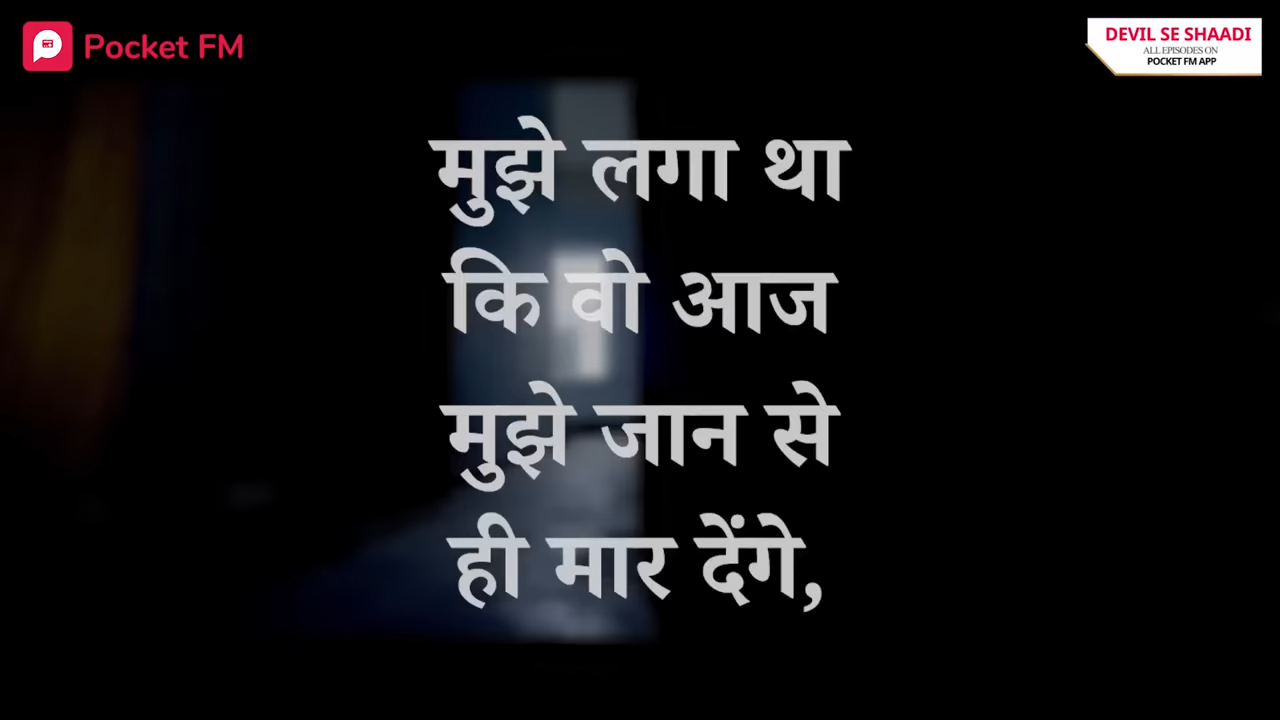 Pocket FM
DEVIL SE SHAADI
ALL EPISODES ON
POCKET FM APP
मुझे लगा था
कि वो आज
मुझे जान से
ही मार देंगे,